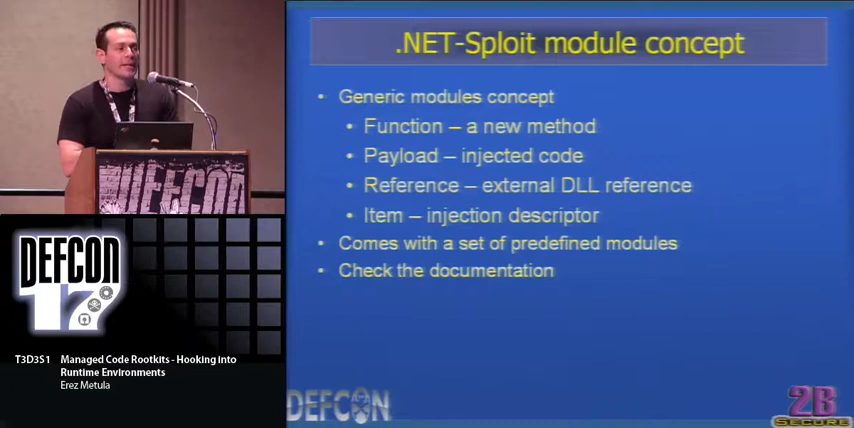 .NET-Sploit module concept
• Generic modules concept
• Function – a new method
• Payload – injected code
• Reference – external DLL reference
• Item – injection descriptor
• Comes with a set of predefined modules
• Check the documentation
DEFCON
DEFCON
17
T3D3S1 Managed Code Rootkits - Hooking into
Runtime Environments
Erez Metula
DEFCON
2B
SECURE